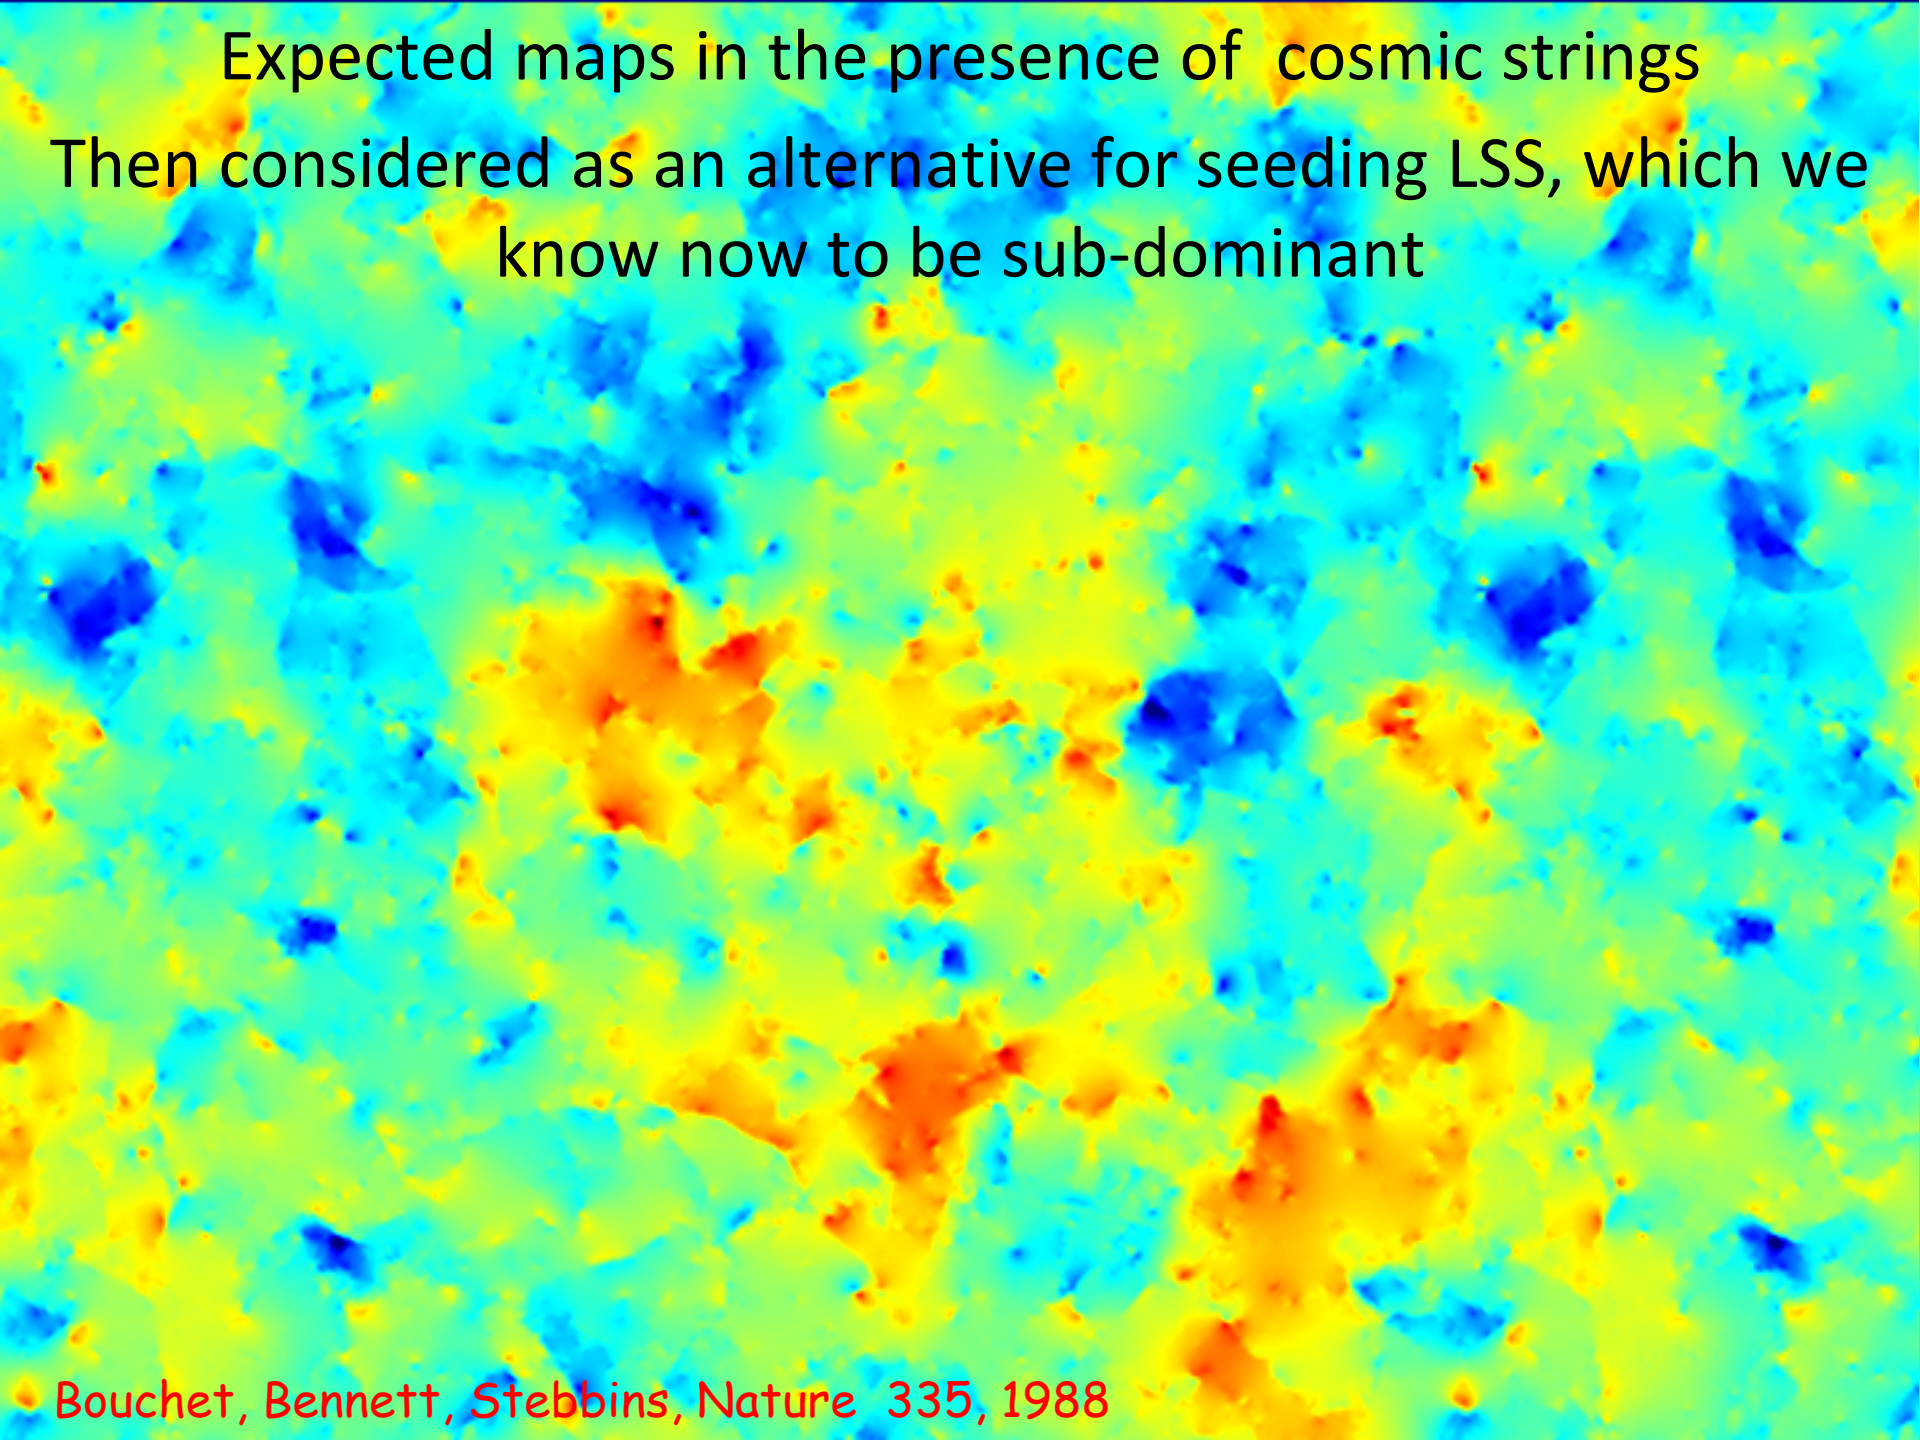 Expected maps in the presence of cosmic strings
Then considered as an alternative for seeding LSS, which we
know now to be sub-dominant
Bouchet, Bennett, Stebbins, Nature 335, 1988